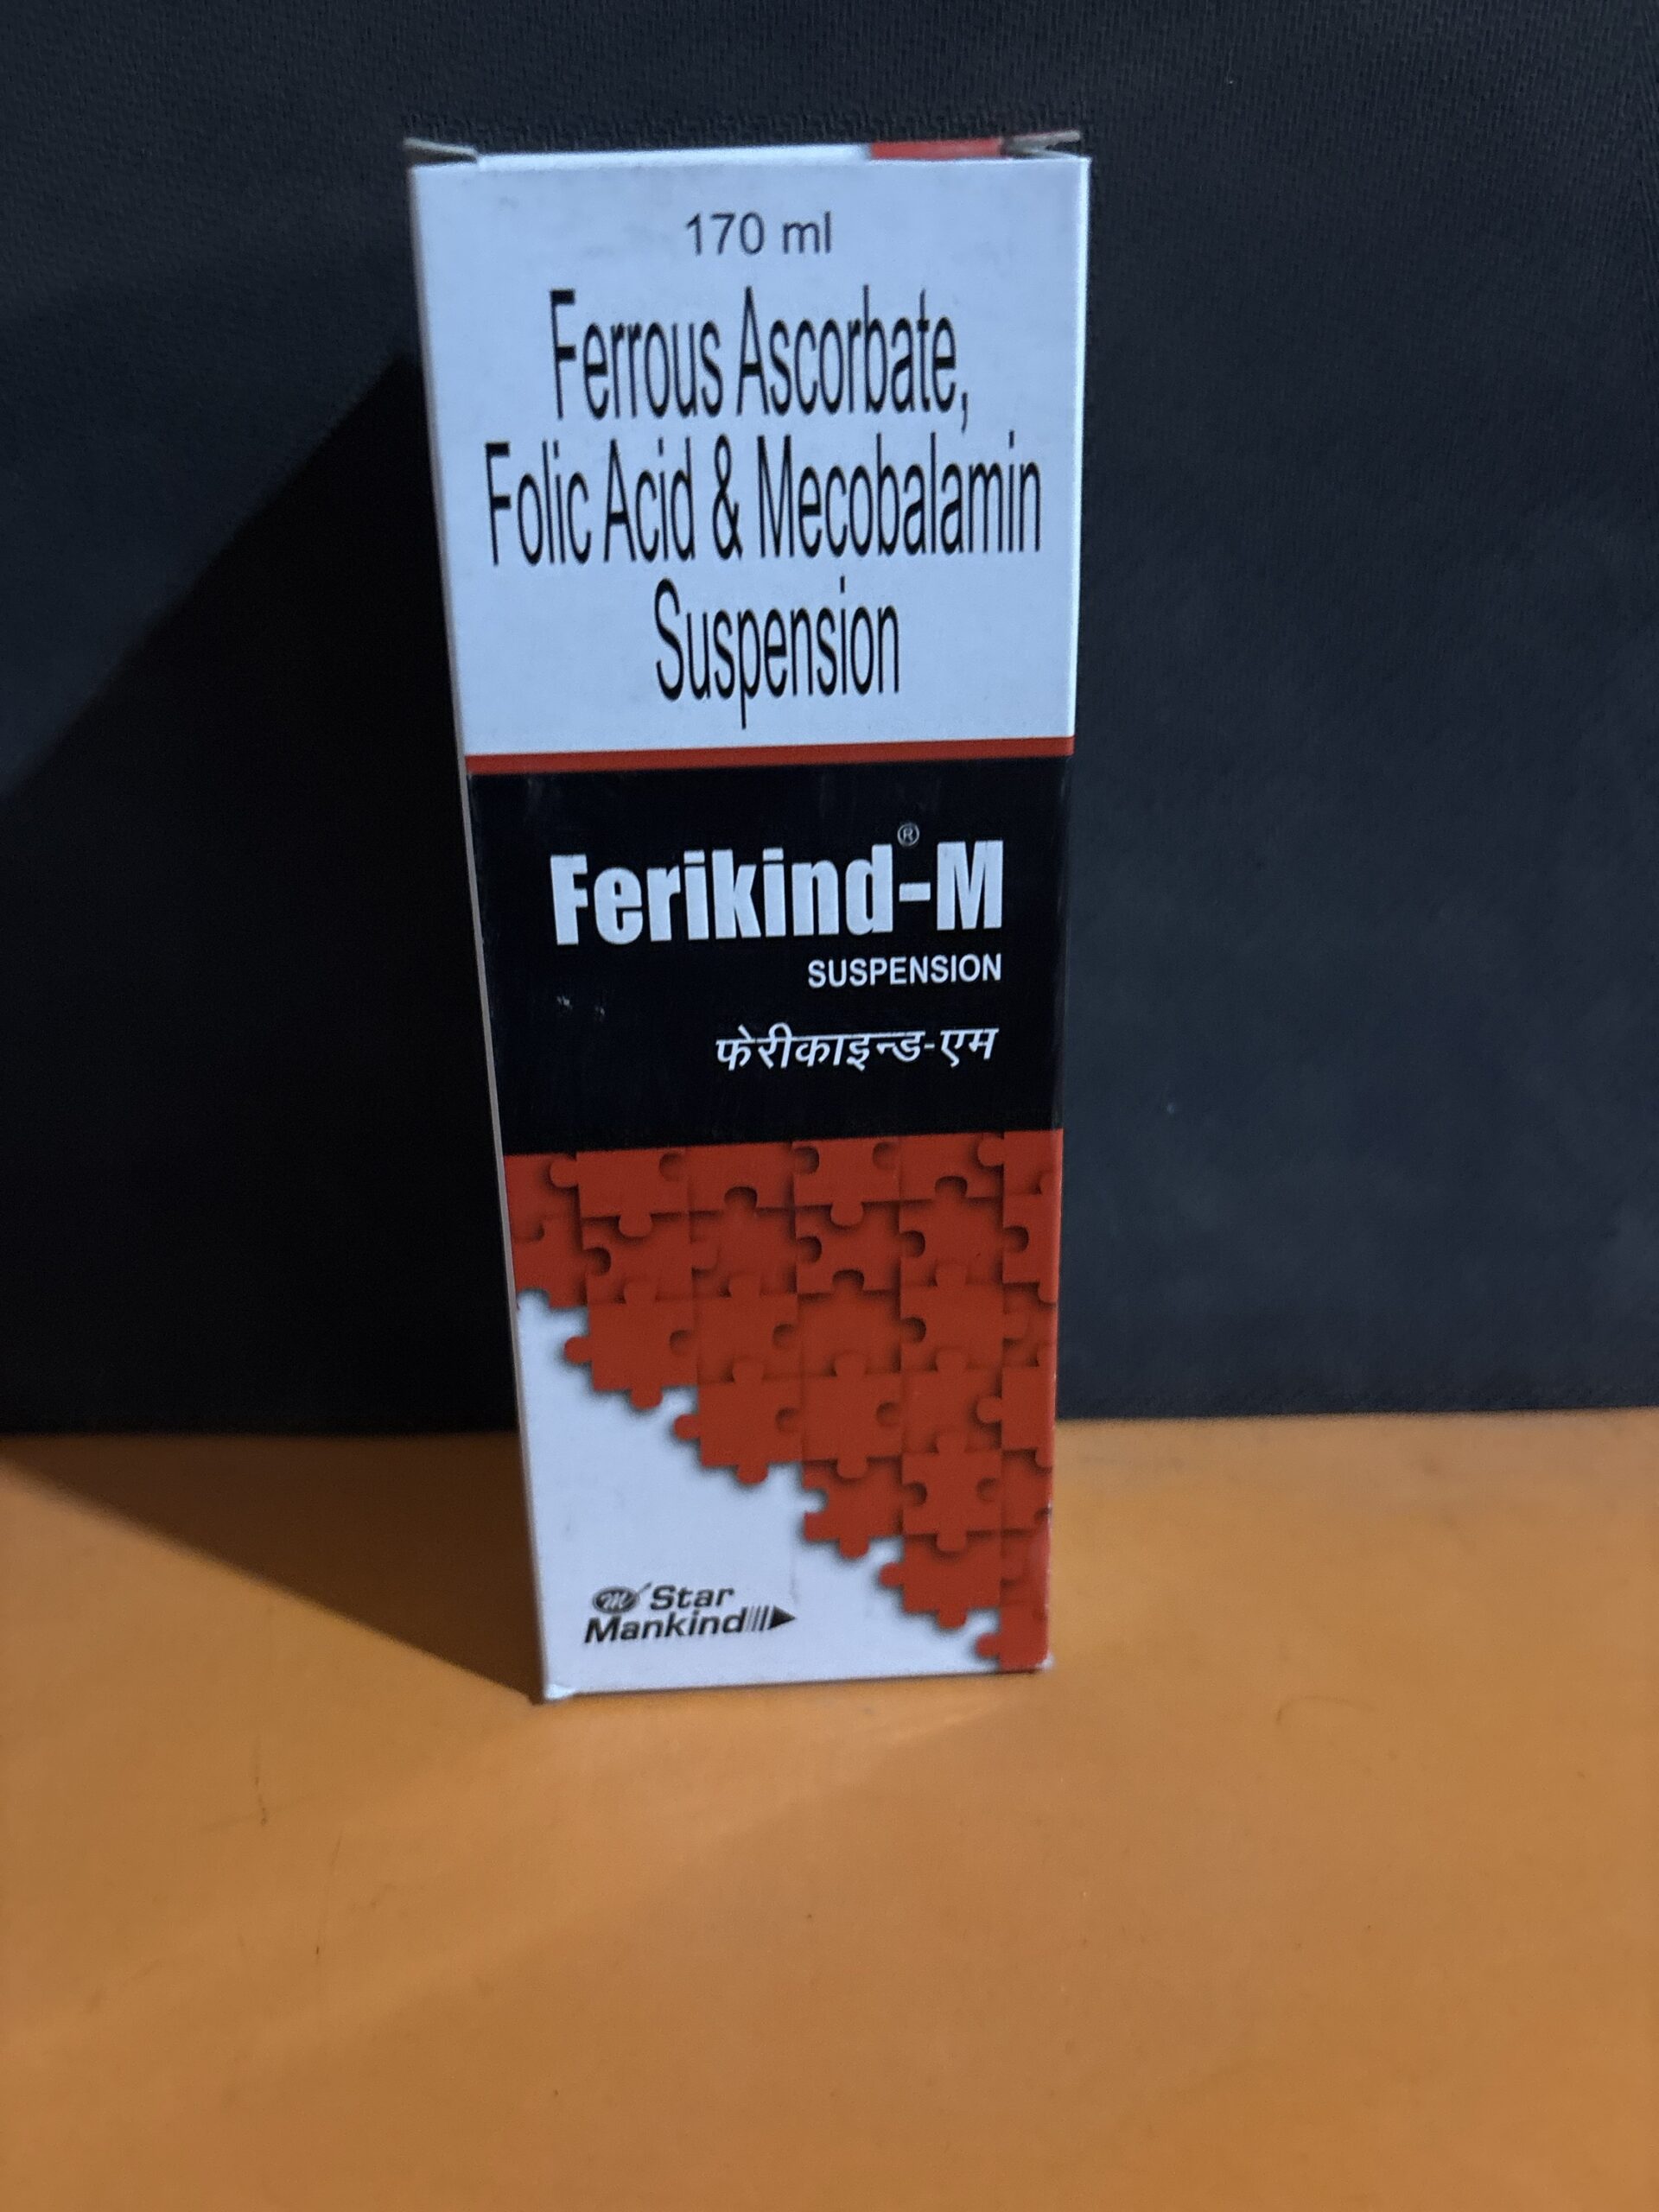 170 ml
Ferrous Ascorbate,
Folic Acid & Mecobalamin
Suspension
Ferikind®-M
SUSPENSION
फेरीकाइन्ड-एम
Star
Mankind